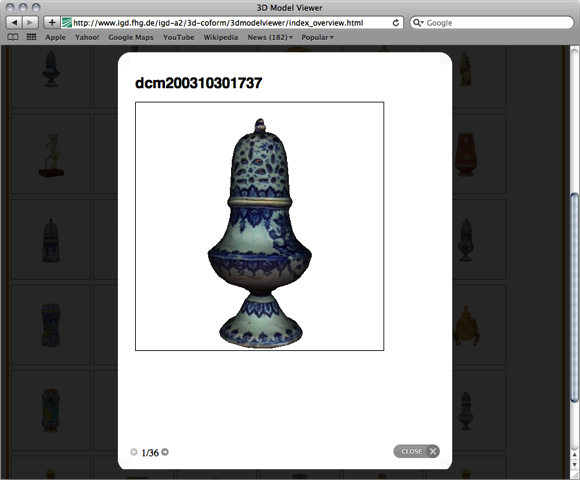 3D Model Viewer
http://www.igd.fhg.de/igd-a2/3d-coform/3dmodelviewer/index_overview.html
Google
Apple Yahoo! Google Maps YouTube Wikipedia News (182) Popular
dcm200310301737
1/36
CLOSE